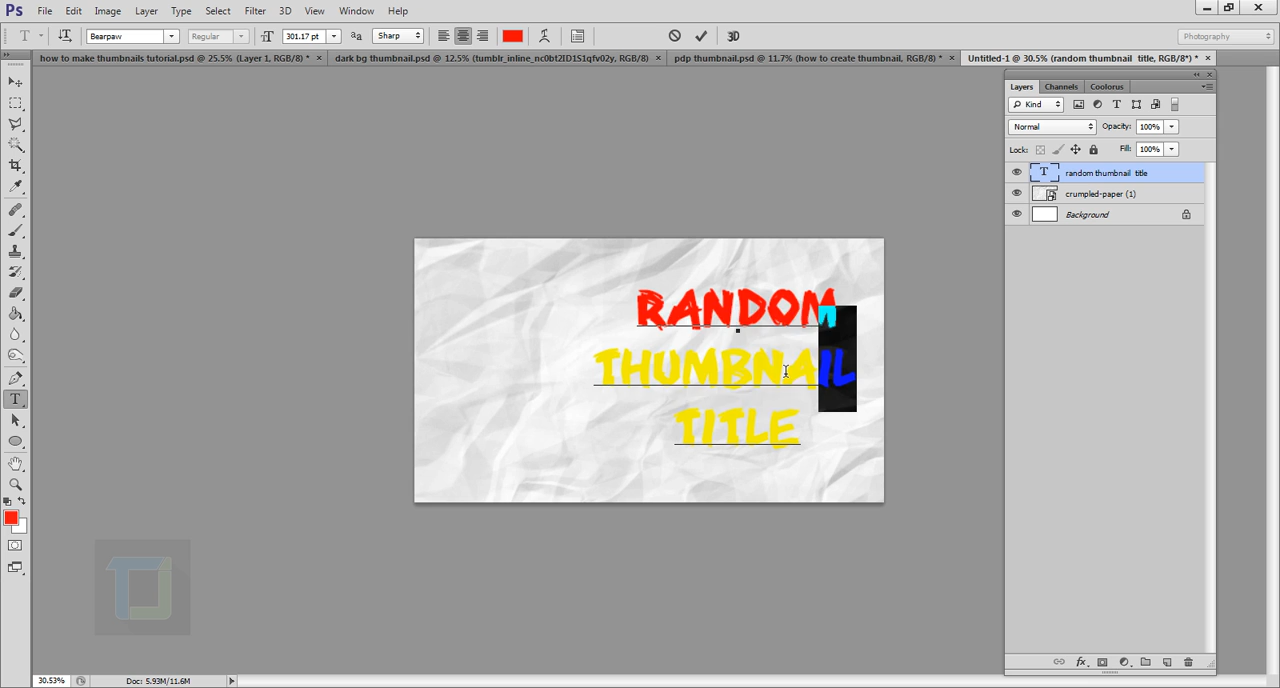 Ps File Edit Image Layer Type Select Filter 3D View Window Help
T Bearpaw Regular 301.17 pt aa Sharp 3D Photography
how to make thumbnails tutorial.psd @ 25.5% (Layer 1, RGB/8) * × dark bg thumbnail.psd @ 12.5% (tumblr_inline_nc0bt2ID1S1qfv02y, RGB/8) × pdp thumbnail.psd @ 11.7% (how to create thumbnail, RGB/8) * × Untitled-1 @ 30.5% (random thumbnail title, RGB/8*) * ×
Layers Channels Coolorus
Kind T
Normal Opacity: 100%
Lock: Fill: 100%
T random thumbnail title
crumpled-paper (1)
Background
RANDOM
THUMBNAIL
TITLE
T
TJ
fx
30.53% Doc: 5.93M/11.6M